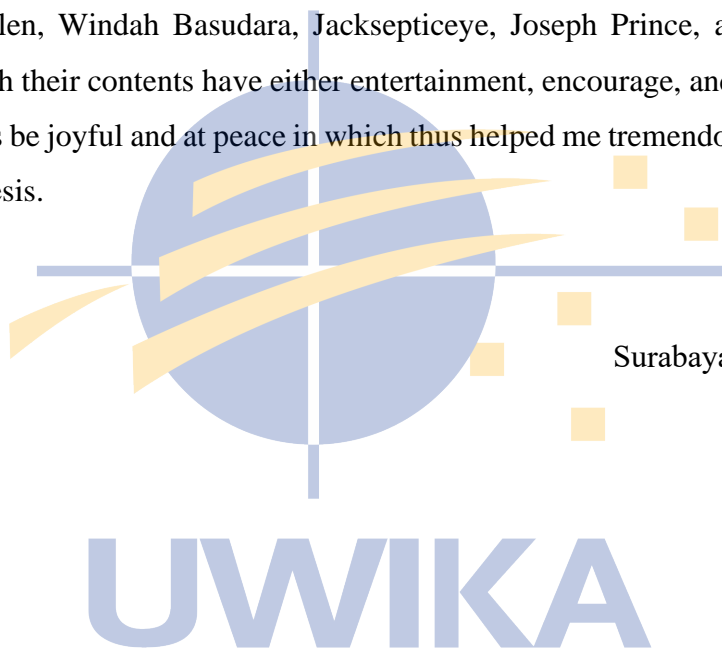 len, Windah Basudara, Jacksepticeye, Joseph Prince, a
h their contents have either entertainment, encourage, and
s be joyful and at peace in which thus helped me tremendo
esis.
Surabaya
UWIKA